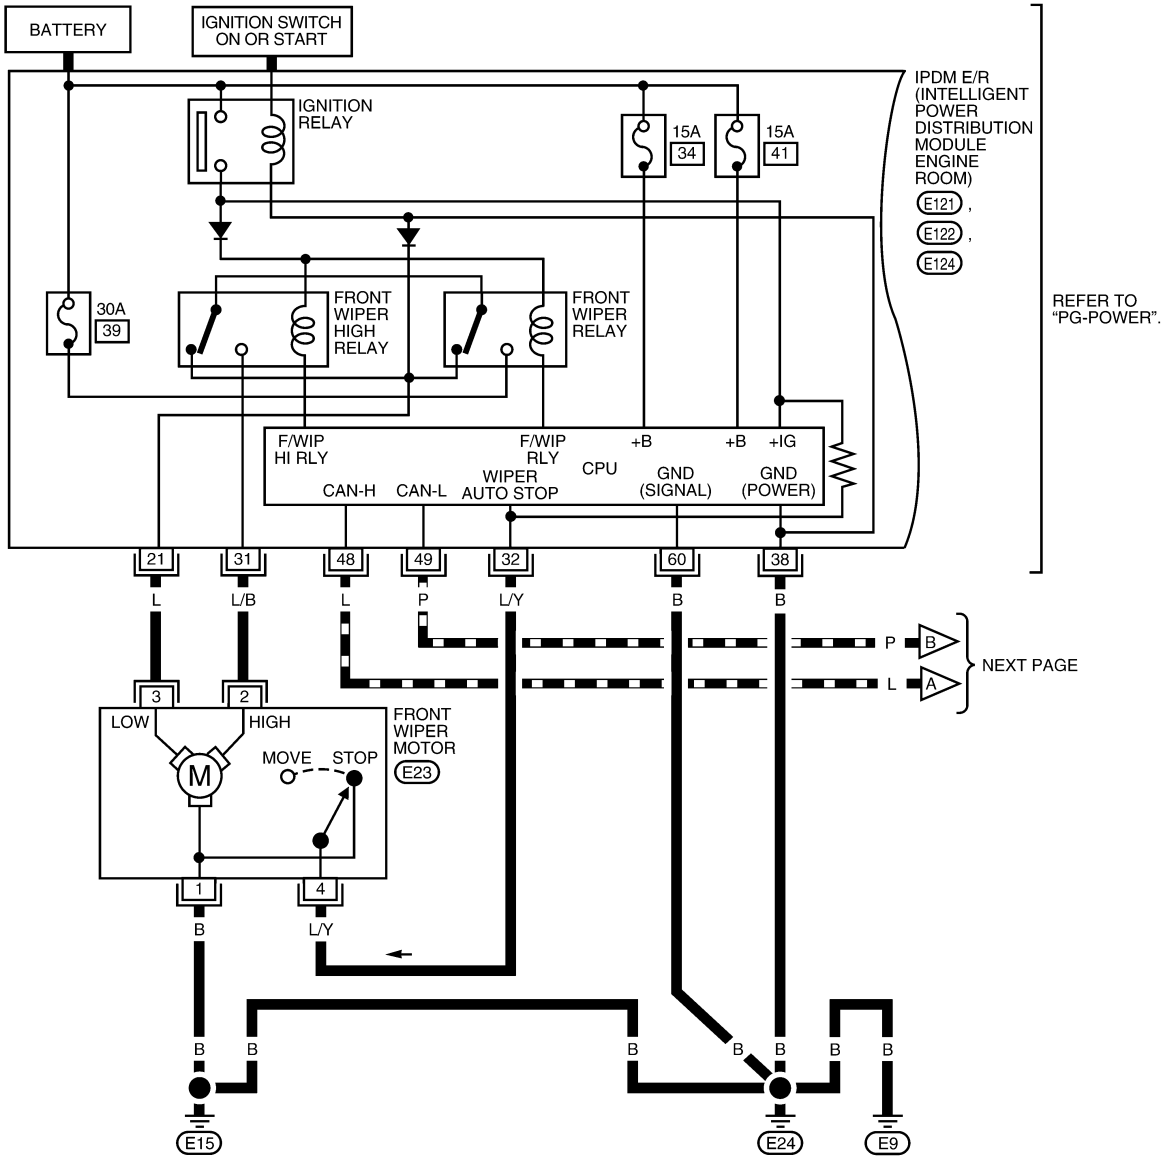 BATTERY
IGNITION SWITCH
ON OR START
IGNITION
RELAY
15A
34
15A
41
IPDM E/R
(INTELLIGENT
POWER
DISTRIBUTION
MODULE
ENGINE
ROOM)
E121 ,
E122 ,
E124
REFER TO
“PG-POWER”.
30A
39
FRONT
WIPER
HIGH
RELAY
FRONT
WIPER
RELAY
F/WIP
HI RLY
F/WIP
RLY
+B
+B
+IG
CPU
CAN-H
CAN-L
WIPER
AUTO STOP
GND
(SIGNAL)
GND
(POWER)
21
31
48
49
32
60
38
L
L/B
L
P
L/Y
B
B
P
B
L
A
NEXT PAGE
3
2
LOW
HIGH
M
MOVE
STOP
FRONT
WIPER
MOTOR
E23
1
4
B
L/Y
B
B
B
B
B
B
B
E15
E24
E9